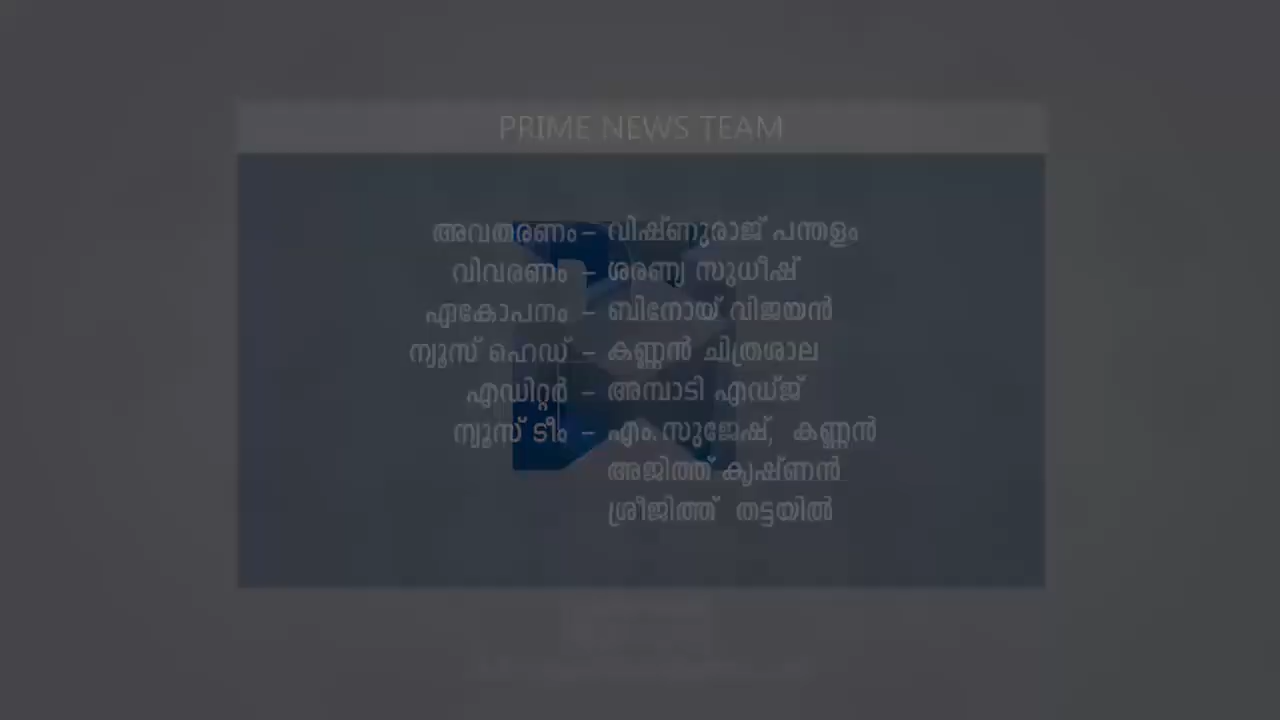 PRIME NEWS TEAM
അവതരണം – വിഷ്ണുരാജ് പന്തളം
വിവരണം – ശരണ്യ സുധീഷ്
ഏകോപനം – ബിനോയ് വിജയൻ
ന്യൂസ് ഹെഡ് – കണ്ണൻ ചിത്രശാല
എഡിറ്റർ – അമ്പാടി എഡ്ജ്
ന്യൂസ് ടീം – എം.സുജേഷ്, കണ്ണൻ
അജിത്ത് കൃഷ്ണൻ
ശ്രീജിത്ത് തട്ടയിൽ